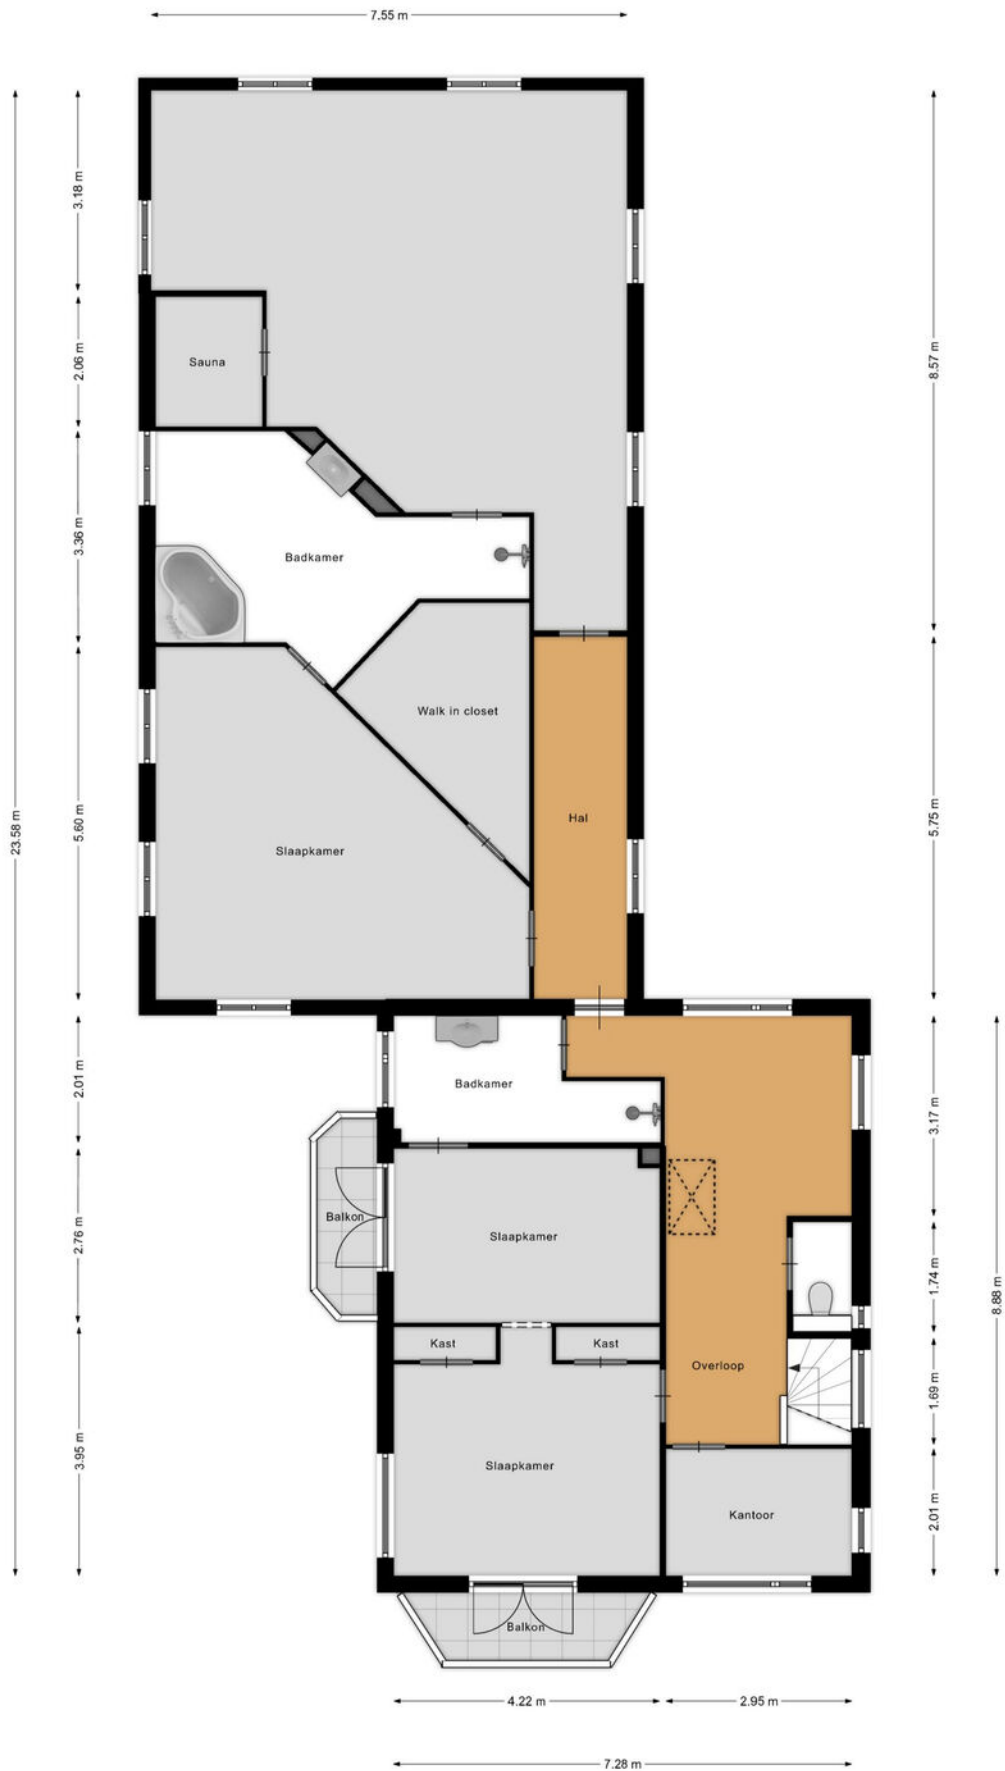 7.55 m
3.18 m
2.06 m
8.57 m
Sauna
3.36 m
Badkamer
Walk in closet
23.58 m
5.60 m
Slaapkamer
Hal
5.75 m
2.01 m
Badkamer
3.17 m
Balkon
2.76 m
Slaapkamer
1.74 m
8.88 m
Kast
Kast
Overloop
1.69 m
3.95 m
Slaapkamer
Kantoor
2.01 m
Balkon
4.22 m
2.95 m
7.28 m